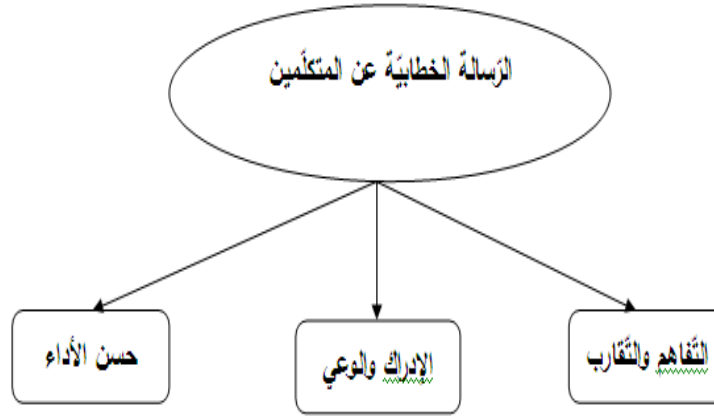 الرّسالة الخطابيّة عن المتكلّمين
التّفاهم والتّقارب
الإدراك والوعي
حسن الأداء